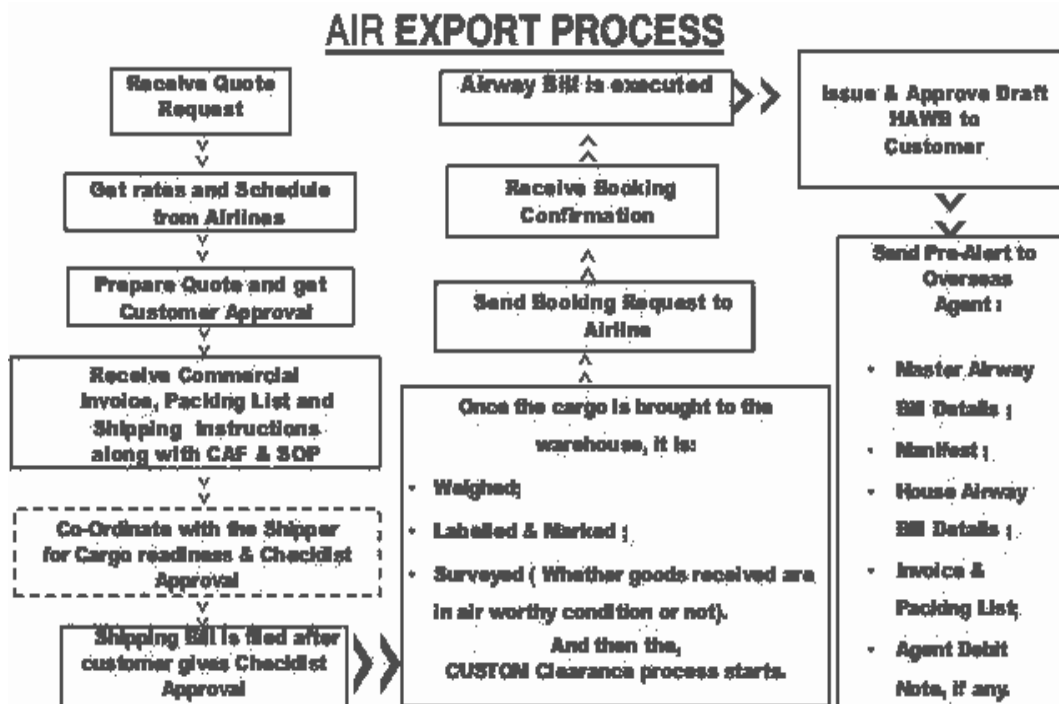 AIR EXPORT PROCESS
Receive Quote
Request
Get rates and Schedule
from Airlines
Prepare Quote and get
Customer Approval
Receive Commercial
Invoice, Packing List and
Shipping Instructions
along with CAF & SOP
Co-Ordinate with the Shipper
for Cargo readiness & Checklist
Approval
Shipping Bill is filed after
customer gives Checklist
Approval
Once the cargo is brought to the
warehouse, it is:
• Weighed;
• Labelled & Marked ;
• Surveyed ( Whether goods received are
in air worthy condition or not).
And then the,
CUSTOM Clearance process starts.
Send Booking Request to
Airline
Receive Booking
Confirmation
Airway Bill is executed
Issue & Approve Draft
HAWB to
Customer
Send Pre-Alert to
Overseas
Agent :
• Master Airway
Bill Details ;
• Manifest ;
• House Airway
Bill Details ;
• Invoice &
Packing List;
• Agent Debit
Note, if any.